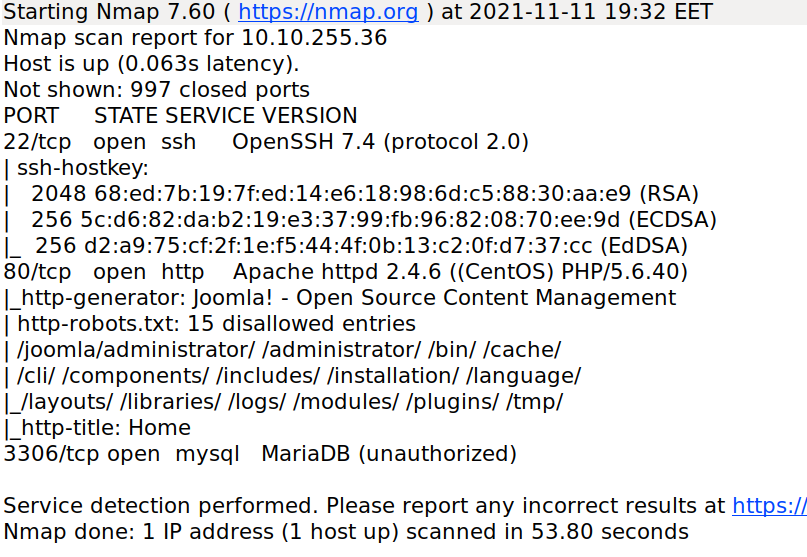 Starting Nmap 7.60 ( https://nmap.org ) at 2021-11-11 19:32 EET
Nmap scan report for 10.10.255.36
Host is up (0.063s latency).
Not shown: 997 closed ports
PORT STATE SERVICE VERSION
22/tcp open ssh OpenSSH 7.4 (protocol 2.0)
| ssh-hostkey:
| 2048 68:ed:7b:19:7f:ed:14:e6:18:98:6d:c5:88:30:aa:e9 (RSA)
| 256 5c:d6:82:da:b2:19:e3:37:99:fb:96:82:08:70:ee:9d (ECDSA)
|_ 256 d2:a9:75:cf:2f:1e:f5:44:4f:0b:13:c2:0f:d7:37:cc (EdDSA)
80/tcp open http Apache httpd 2.4.6 ((CentOS) PHP/5.6.40)
|_http-generator: Joomla! - Open Source Content Management
| http-robots.txt: 15 disallowed entries
| /joomla/administrator/ /administrator/ /bin/ /cache/
| /cli/ /components/ /includes/ /installation/ /language/
|_/layouts/ /libraries/ /logs/ /modules/ /plugins/ /tmp/
|_http-title: Home
3306/tcp open mysql MariaDB (unauthorized)
Service detection performed. Please report any incorrect results at https://
Nmap done: 1 IP address (1 host up) scanned in 53.80 seconds